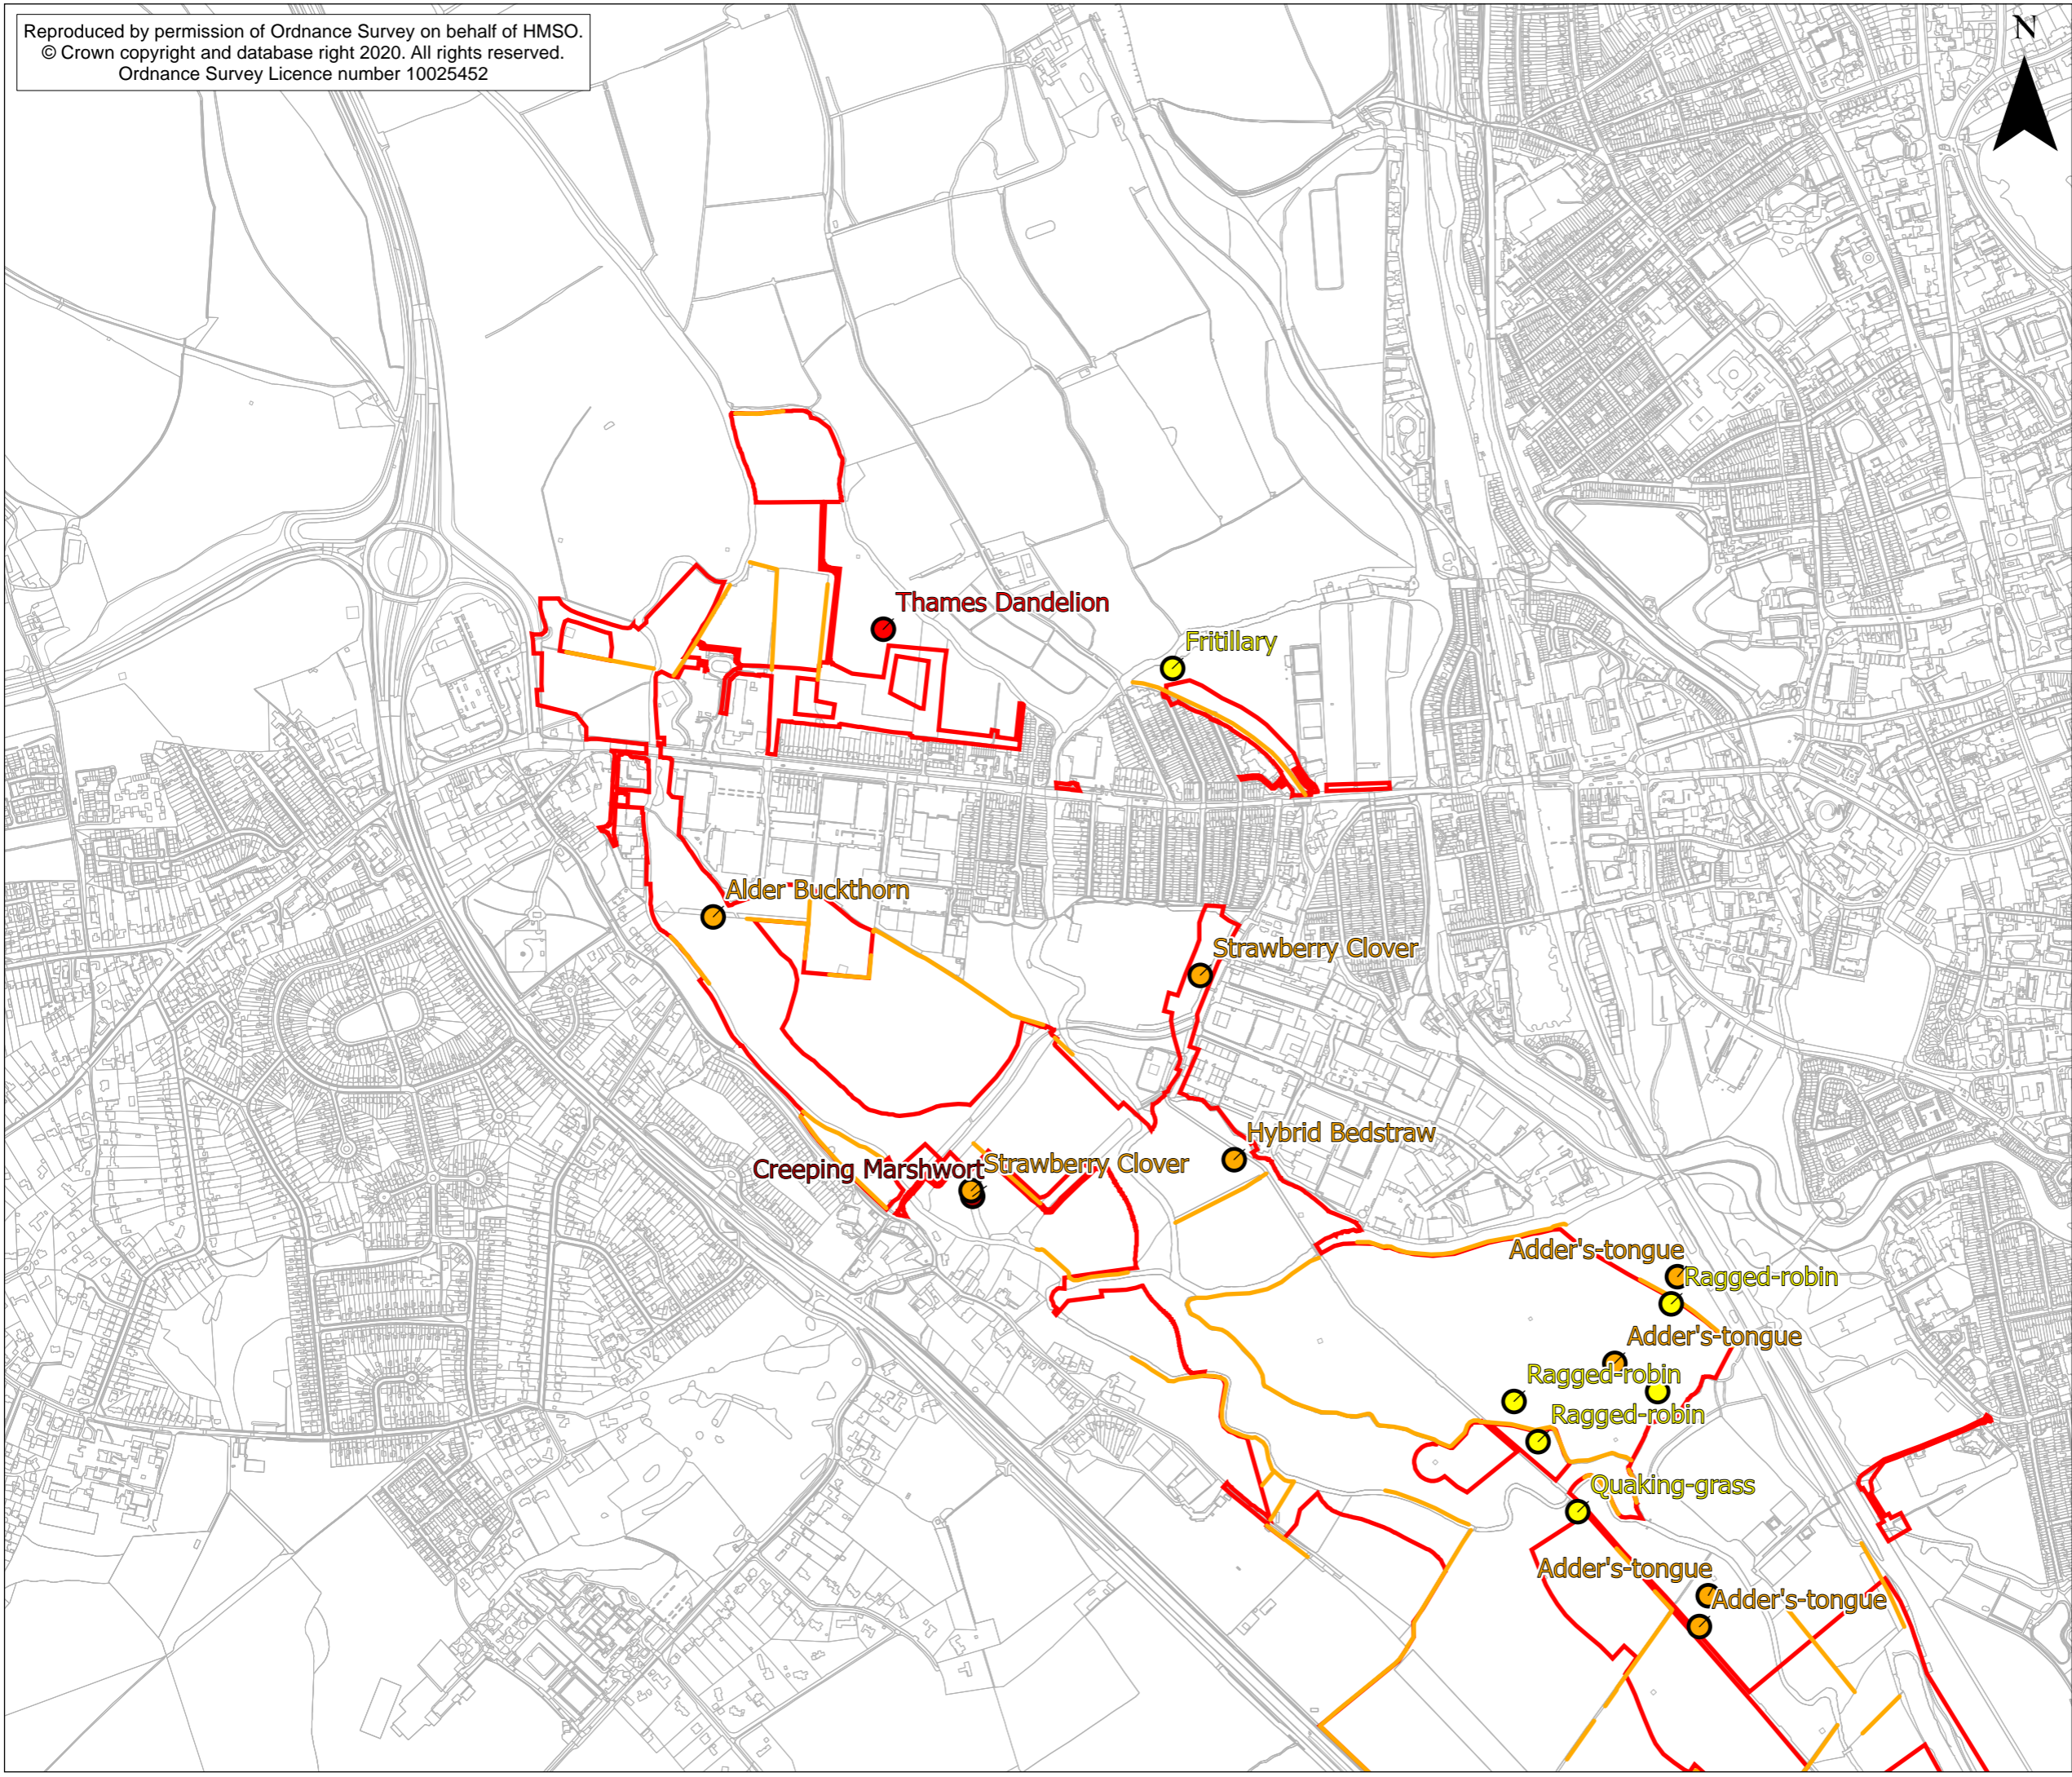 Reproduced by permission of Ordnance Survey on behalf of HMSO.
© Crown copyright and database right 2020. All rights reserved.
Ordnance Survey Licence number 10025452
N
Thames Dandelion
Fritillary
Alder Buckthorn
Strawberry Clover
Hybrid Bedstraw
Creeping Marshwort
Strawberry Clover
Adder's-tongue
Ragged-robin
Adder's-tongue
Ragged-robin
Ragged-robin
Quaking-grass
Adder's-tongue
Adder's-tongue